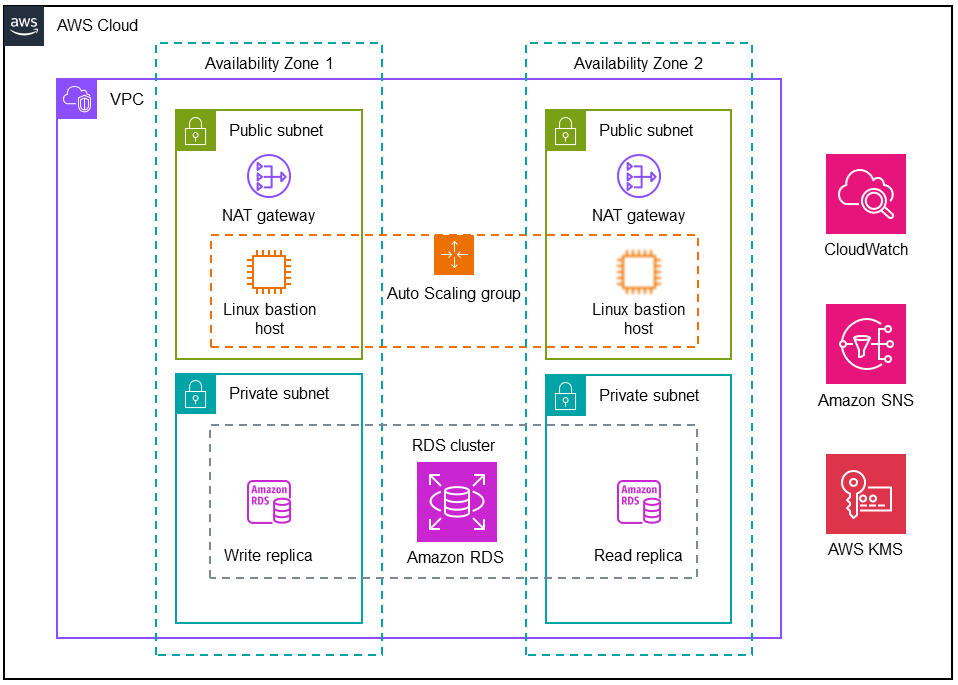 aws
AWS Cloud
Availability Zone 1
Availability Zone 2
VPC
Public subnet
Public subnet
NAT gateway
NAT gateway
Auto Scaling group
Linux bastion
host
Linux bastion
host
CloudWatch
Amazon SNS
AWS KMS
Private subnet
Private subnet
RDS cluster
Amazon
RDS
Write replica
Amazon RDS
Amazon
RDS
Read replica